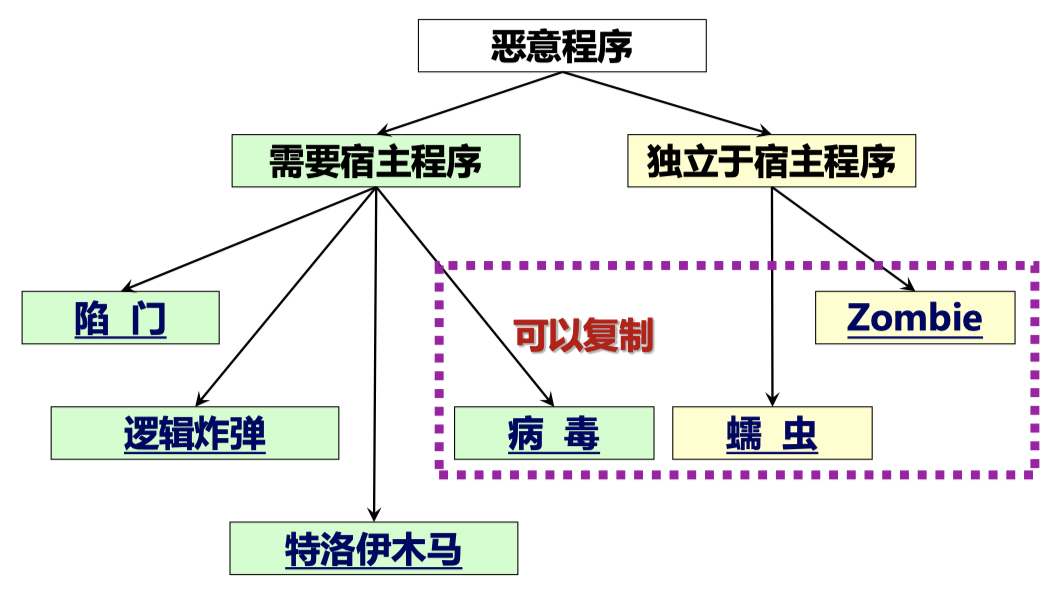 恶意程序
需要宿主程序
独立于宿主程序
陷 门
可以复制
Zombie
逻辑炸弹
病 毒
蠕 虫
特洛伊木马